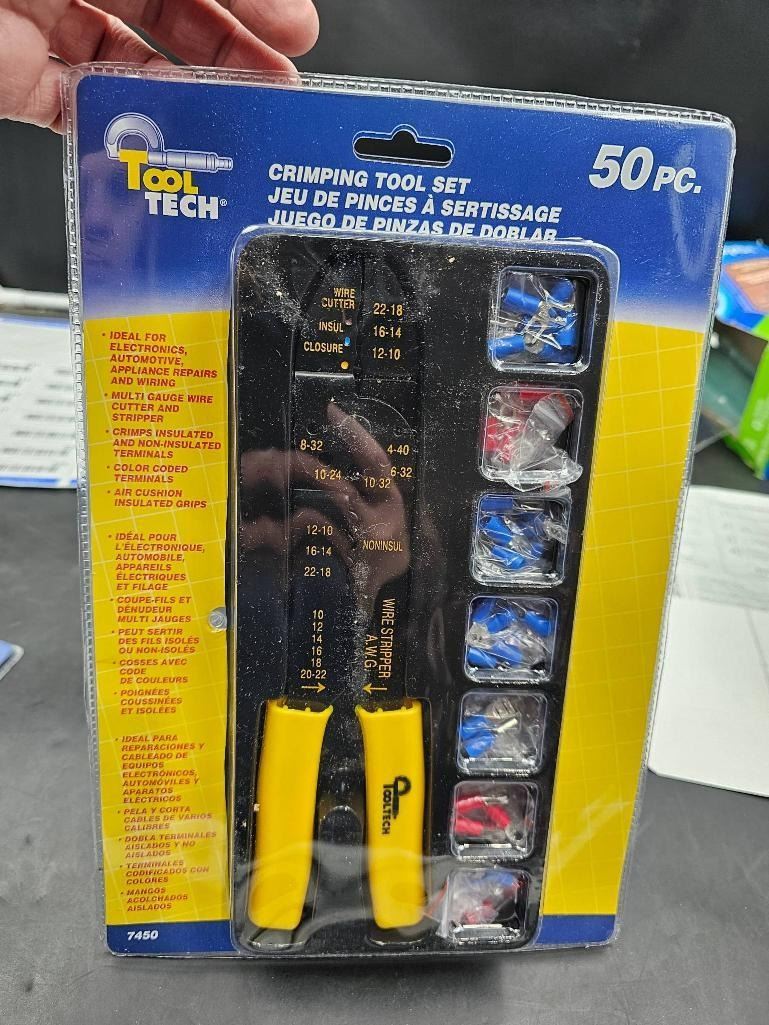 TOOL
TECH®
CRIMPING TOOL SET
JEU DE PINCES À SERTISSAGE
JUEGO DE PINZAS DE DOBLAR
50 PC.
• IDEAL FOR
ELECTRONICS,
AUTOMOTIVE,
APPLIANCE REPAIRS
AND WIRING
• MULTI GAUGE WIRE
CUTTER AND
STRIPPER
• CRIMPS INSULATED
AND NON-INSULATED
TERMINALS
• COLOR CODED
TERMINALS
• AIR CUSHION
INSULATED GRIPS
• IDÉAL POUR
L'ÉLECTRONIQUE,
AUTOMOBILE,
APPAREILS
ÉLECTRIQUES
ET FILAGE
• COUPE-FILS ET
DÉNUDEUR
MULTI JAUGES
• PEUT SERTIR
DES FILS ISOLÉS
OU NON-ISOLÉS
• COSSES AVEC
CODE
DE COULEURS
• POIGNÉES
COUSSINÉES
ET ISOLÉES
• IDEAL PARA
REPARACIONES Y
CABLEADO DE
EQUIPOS
ELECTRÓNICOS,
AUTOMÓVILES Y
APARATOS
ELÉCTRICOS
• PELA Y CORTA
CABLES DE VARIOS
CALIBRES
• DOBLA TERMINALES
AISLADOS Y NO
AISLADOS
• TERMINALES
CODIFICADOS CON
COLORES
• MANGOS
ACOLCHADOS
AISLADOS
7450
WIRE
CUTTER
INSUL
CLOSURE
22-18
16-14
12-10
8-32
10-24
4-40
6-32
10-32
12-10
16-14
22-18
NONINSUL
10
12
14
16
18
20-22
WIRE STRIPPER
A.W.G.
TOOLTECH